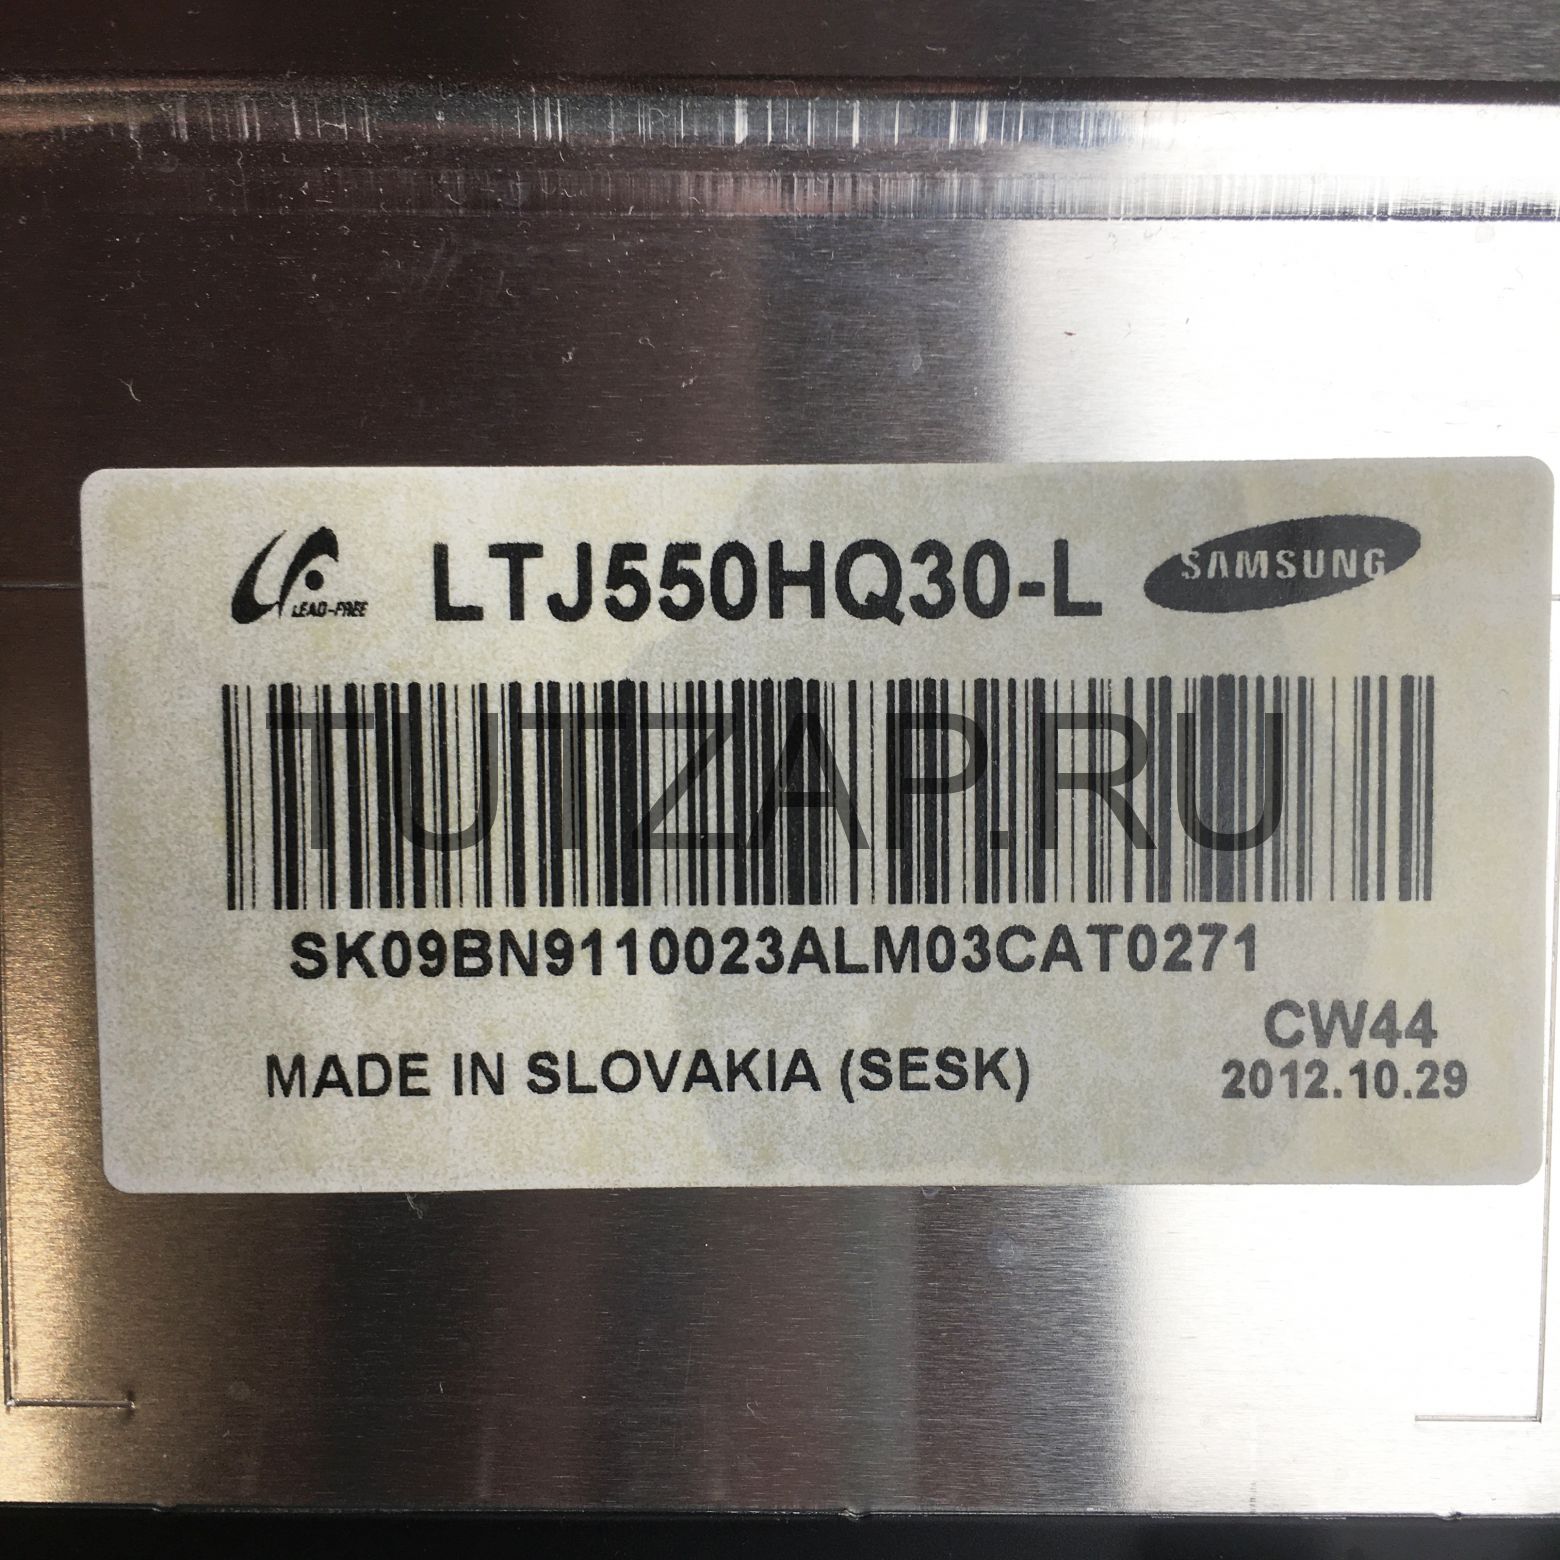 LEAD-FREE LTJ550HQ30-L SAMSUNG
TUTZAP.RU
SK09BN9110023ALM03CAT0271
CW44
MADE IN SLOVAKIA (SESK) 2012.10.29